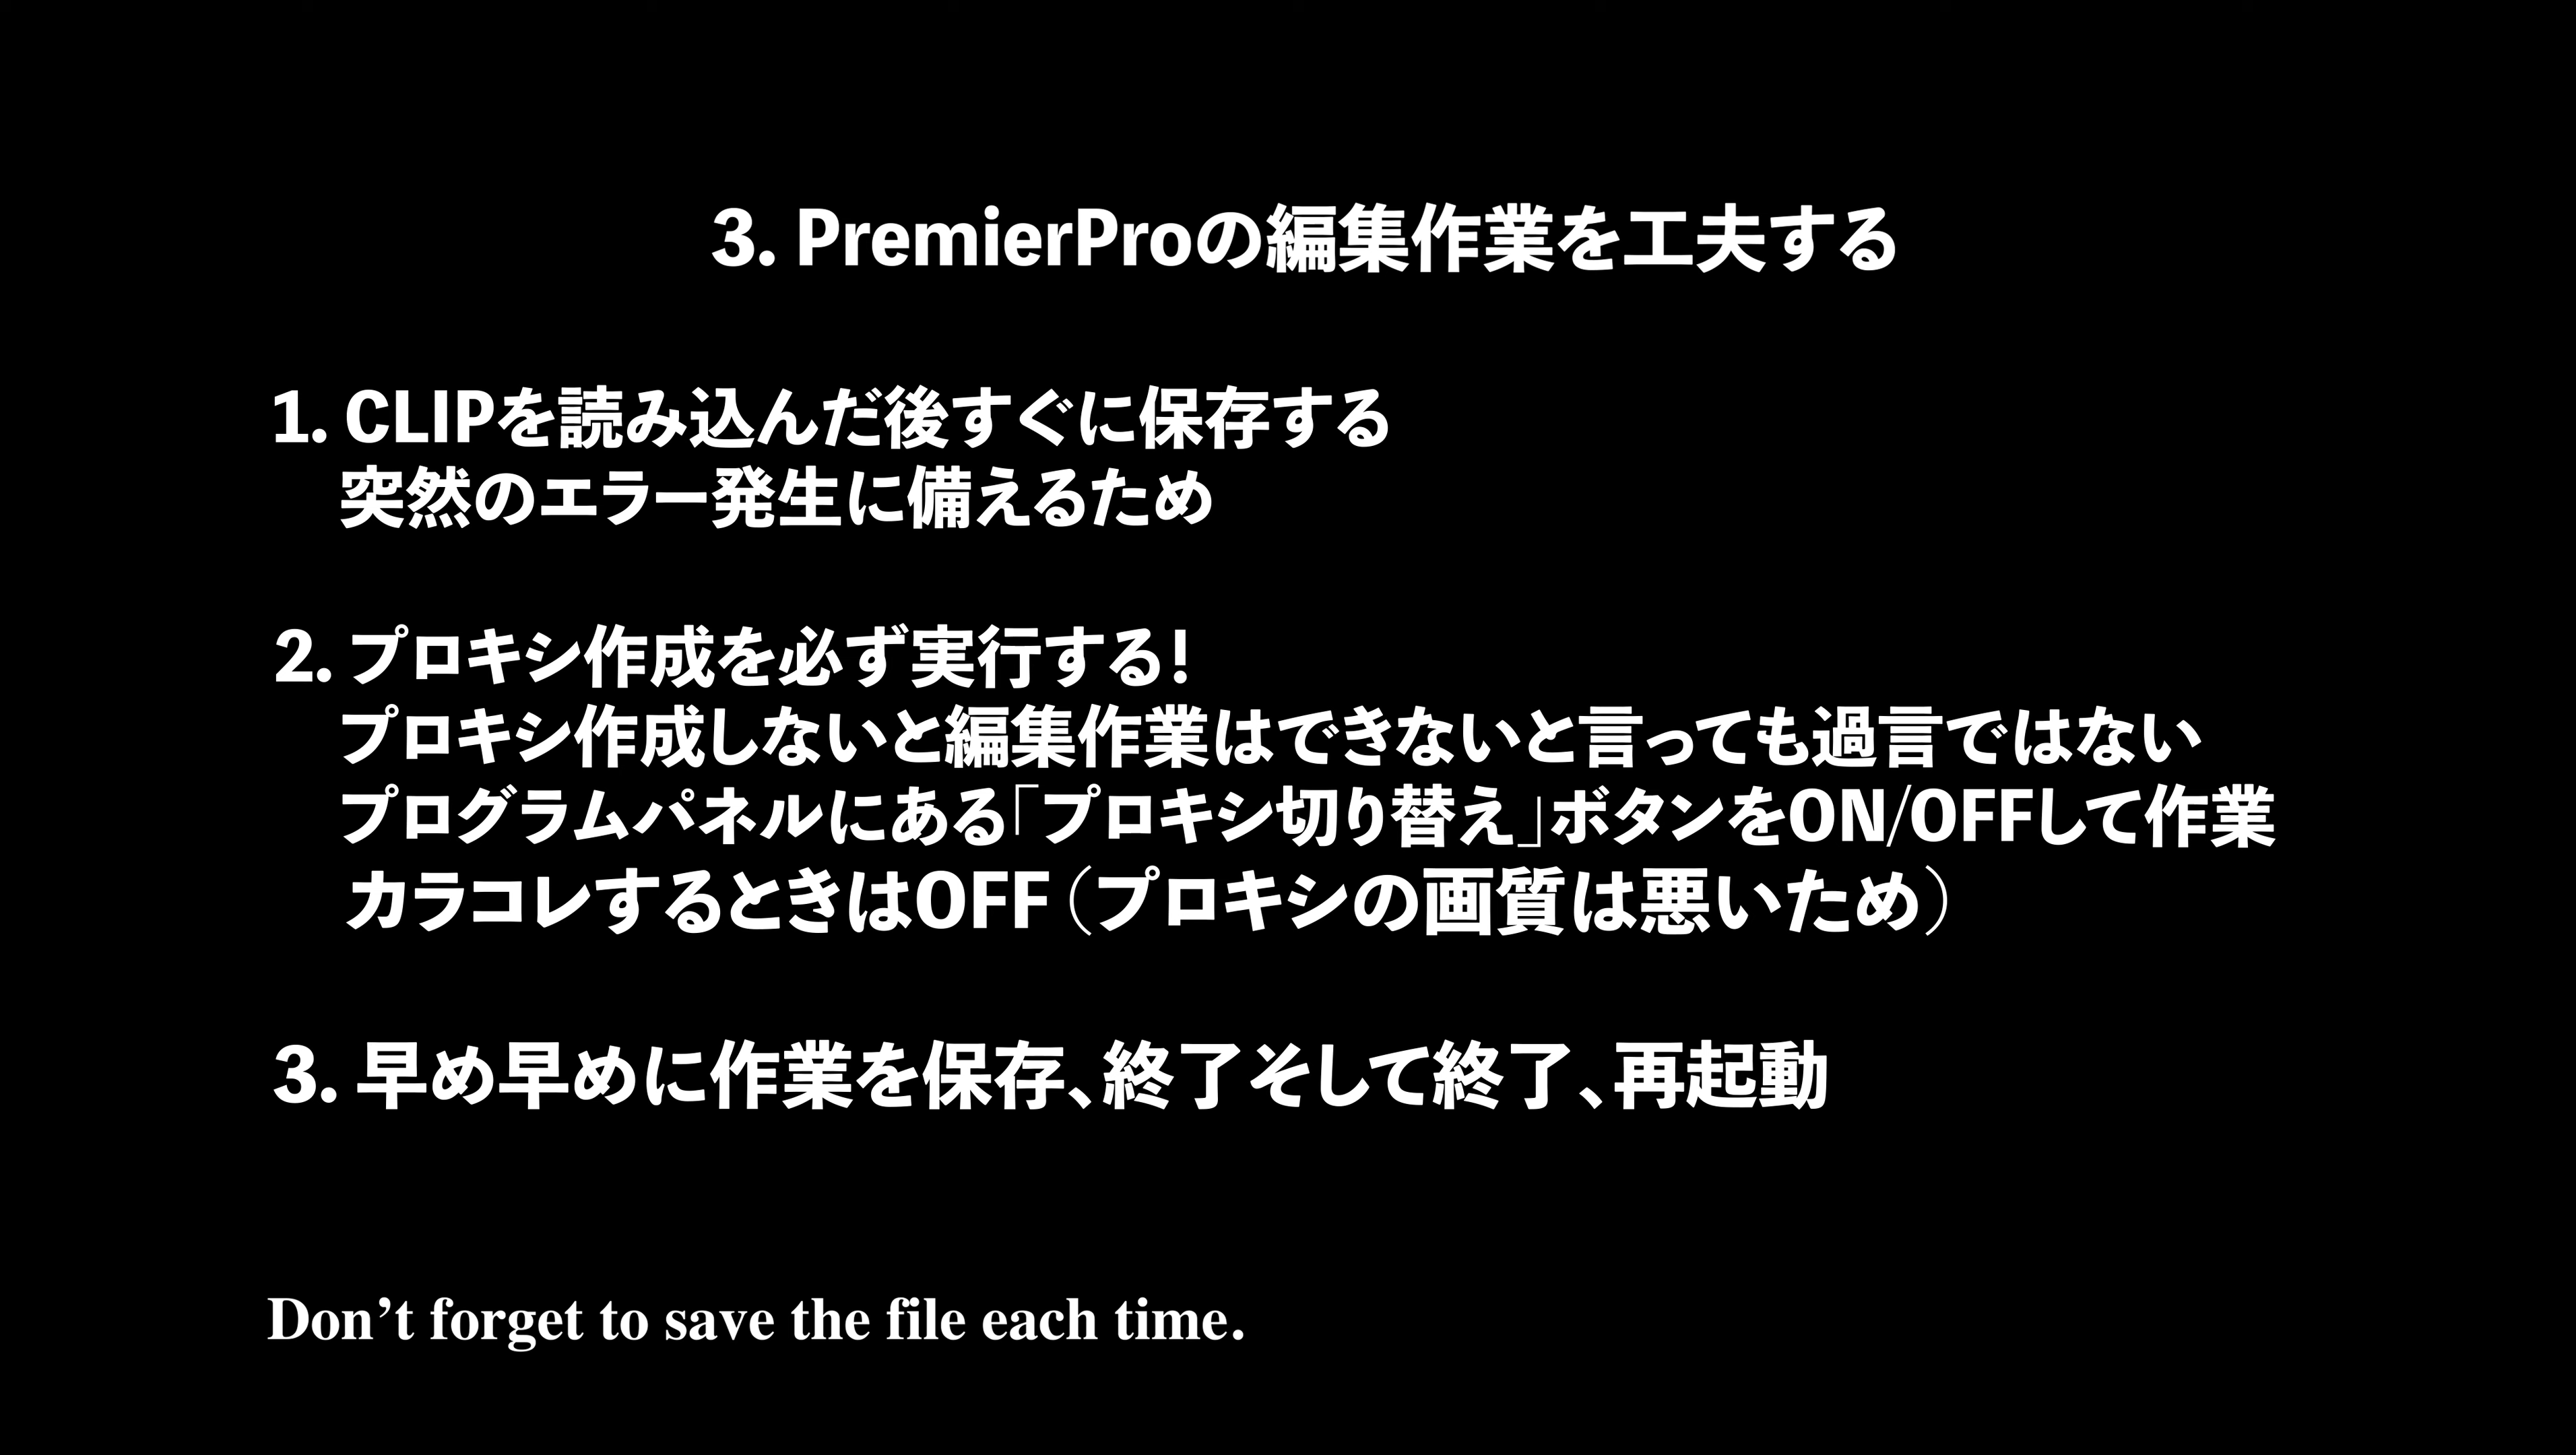 3. PremierProの編集作業を工夫する
1. CLIPを読み込んだ後すぐに保存する
突然のエラー発生に備えるため
2. プロキシ作成を必ず実行する!
プロキシ作成しないと編集作業はできないと言っても過言ではない
プログラムパネルにある「プロキシ切り替え」ボタンをON/OFFして作業
カラコレするときはOFF（プロキシの画質は悪いため）
3. 早め早めに作業を保存、終了そして終了、再起動
Don’t forget to save the file each time.